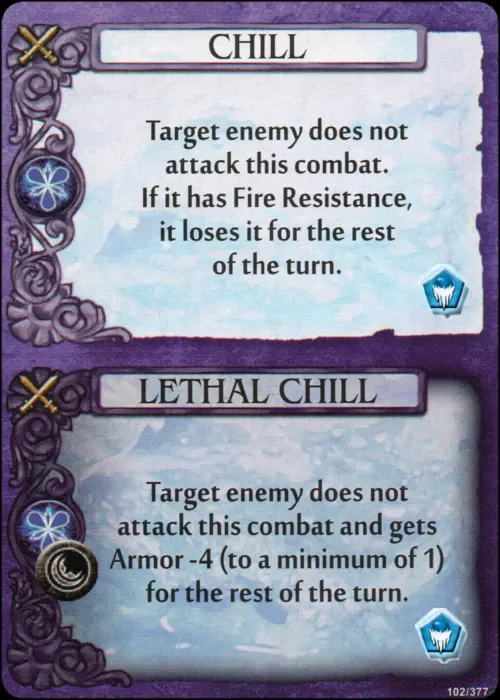 CHILL
Target enemy does not
attack this combat.
If it has Fire Resistance,
it loses it for the rest
of the turn.
LETHAL CHILL
Target enemy does not
attack this combat and gets
Armor -4 (to a minimum of 1)
for the rest of the turn.
102/377